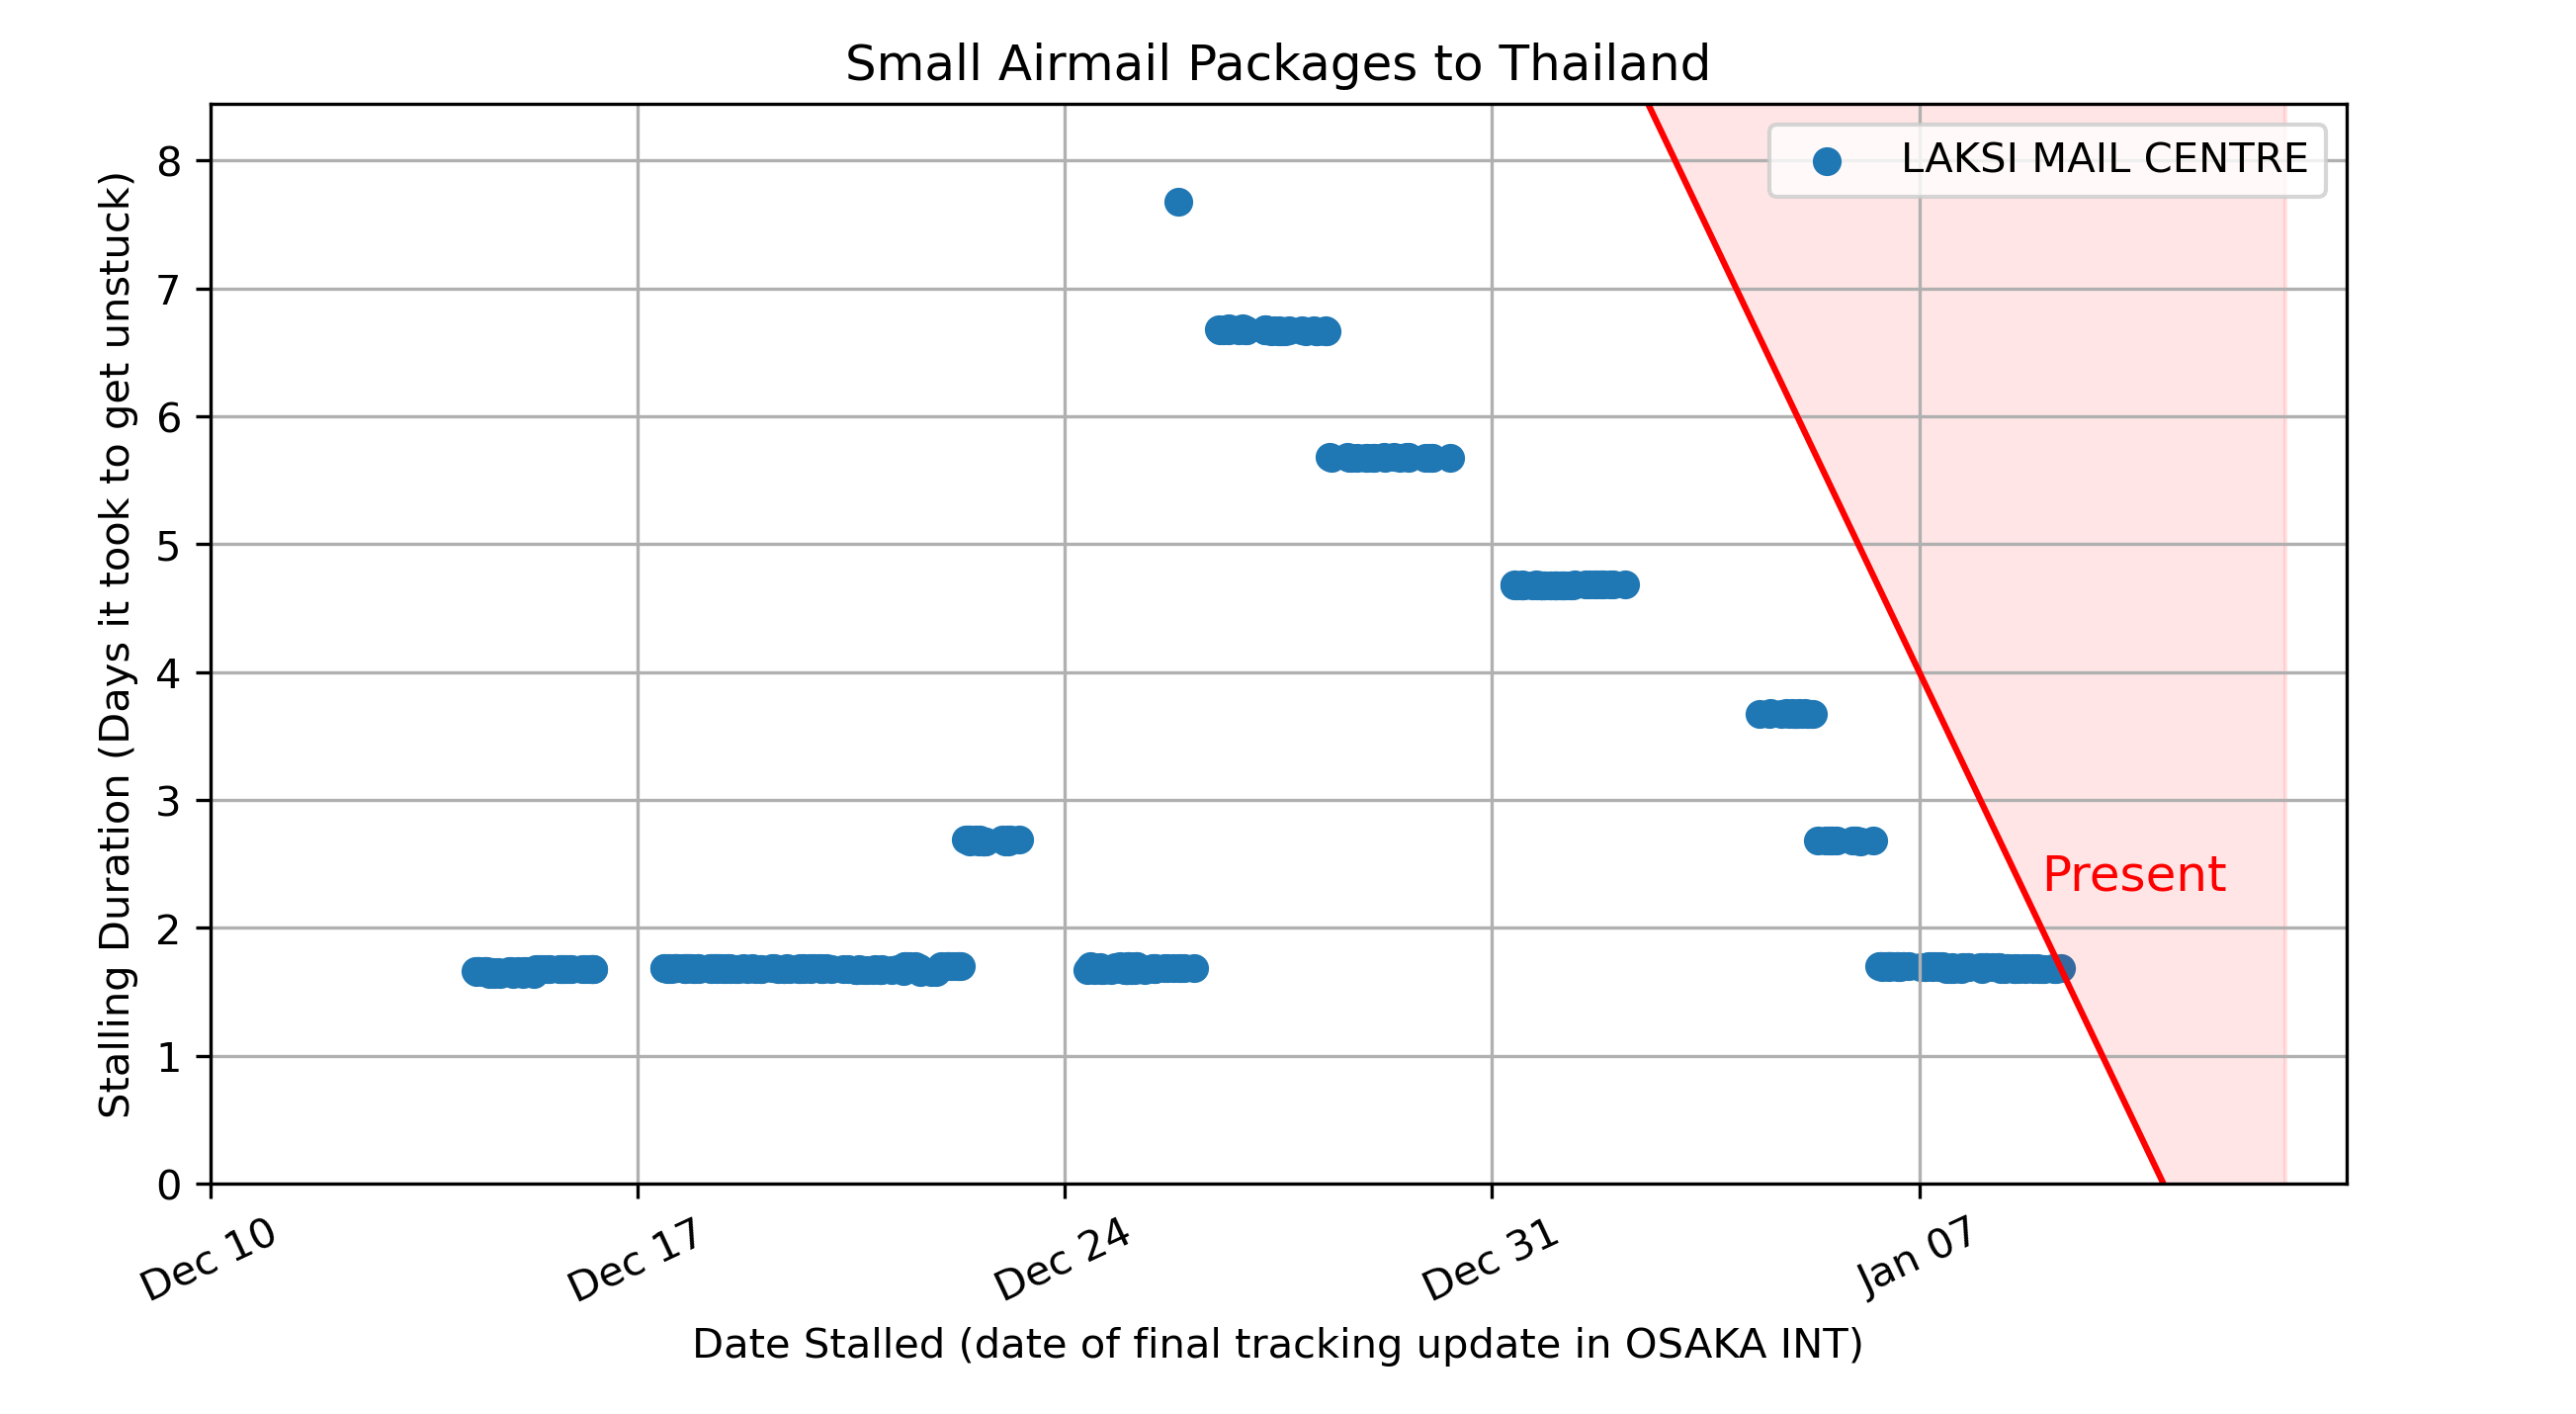 Small Airmail Packages to Thailand
LAKSI MAIL CENTRE
Stalling Duration (Days it took to get unstuck)
8
7
6
5
4
3
2
1
0
Present
Dec 10
Dec 17
Dec 24
Dec 31
Jan 07
Date Stalled (date of final tracking update in OSAKA INT)